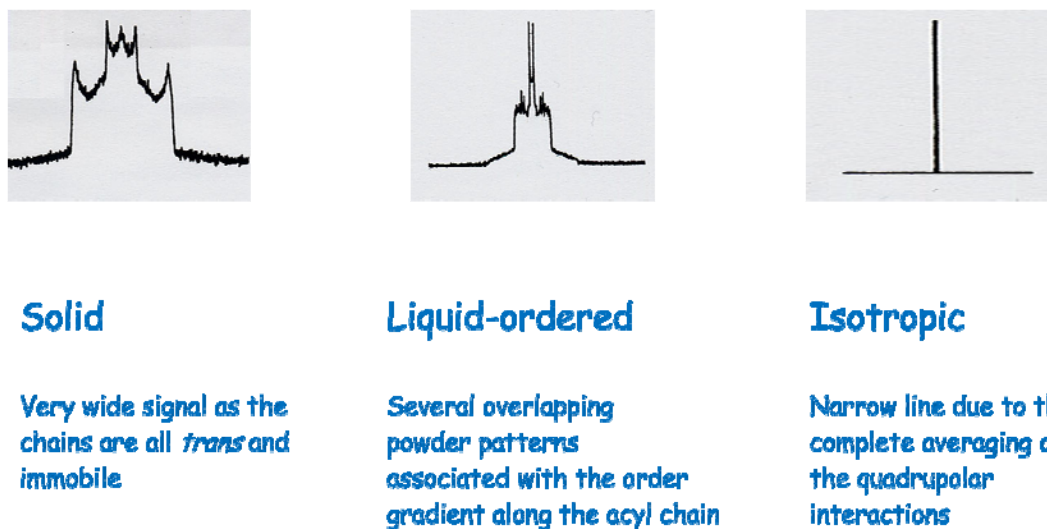 Solid
Liquid-ordered
Isotropic
Very wide signal as the
chains are all trans and
immobile
Several overlapping
powder patterns
associated with the order
gradient along the acyl chain
Narrow line due to
complete averaging
the quadrupolar
interactions